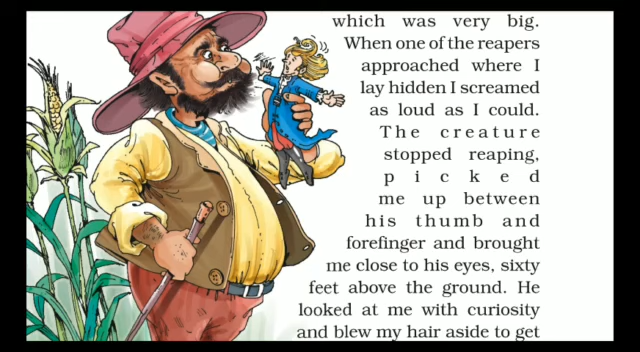 which was very big.
When one of the reapers
approached where I
lay hidden I screamed
as loud as I could.
The creature
stopped reaping,
picked
me up between
his thumb and
forefinger and brought
me close to his eyes, sixty
feet above the ground. He
looked at me with curiosity
and blew my hair aside to get